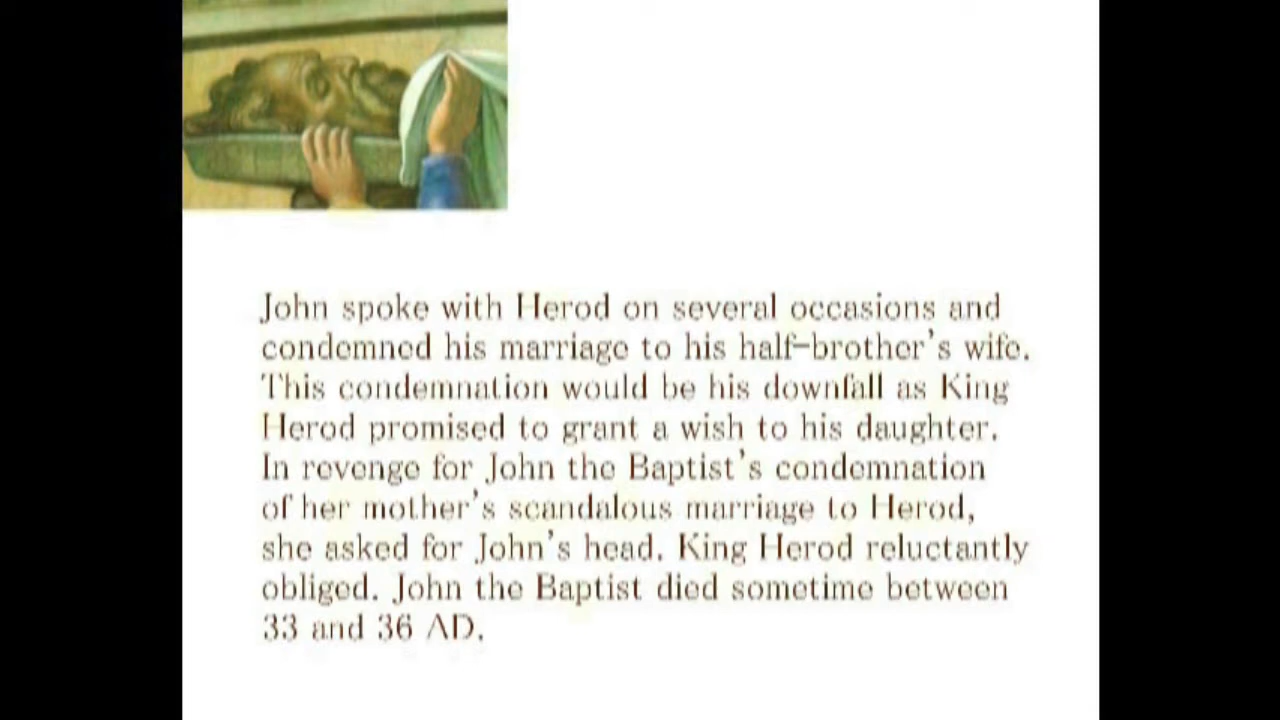 John spoke with Herod on several occasions and
condemned his marriage to his half-brother's wife.
This condemnation would be his downfall as King
Herod promised to grant a wish to his daughter.
In revenge for John the Baptist's condemnation
of her mother's scandalous marriage to Herod,
she asked for John's head. King Herod reluctantly
obliged. John the Baptist died sometime between
33 and 36 AD.